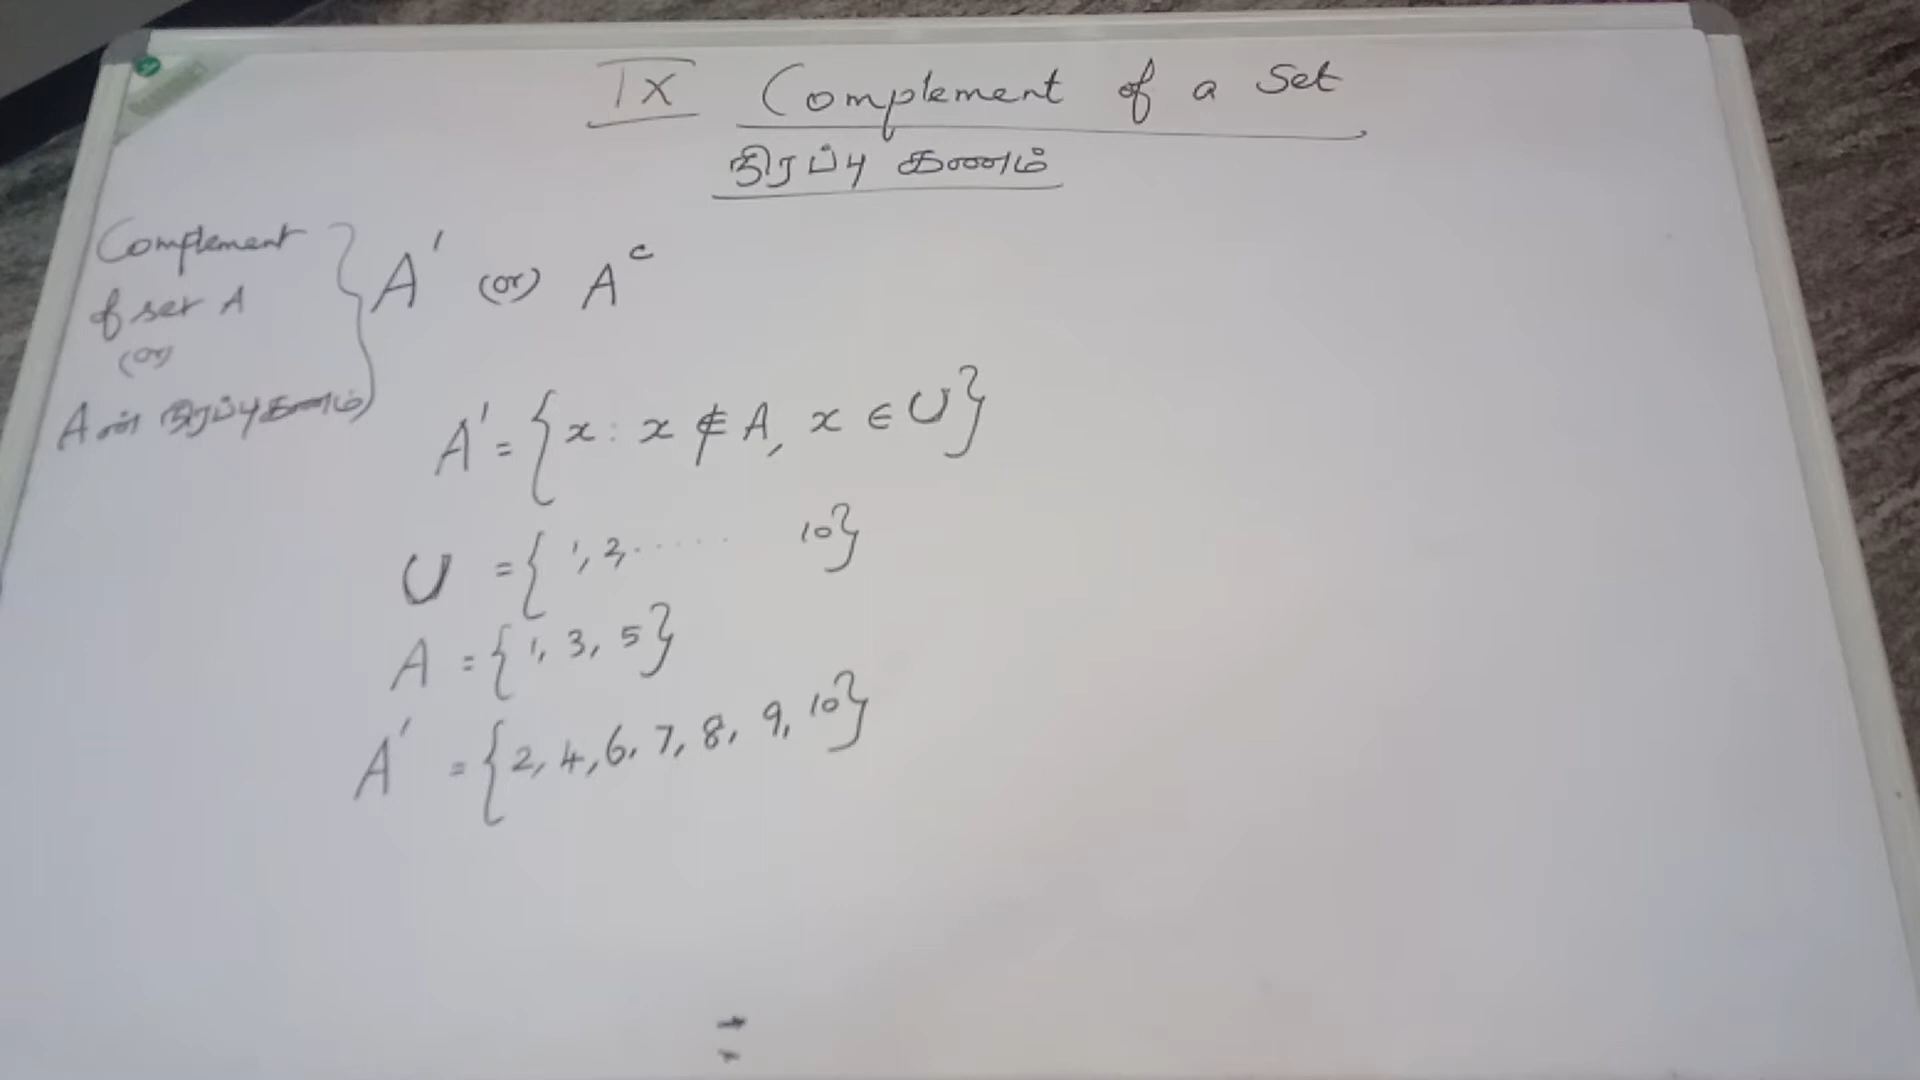 IX Complement of a Set
நிரப்பு கணம்
Complement
of set A
(or)
A ன் நிரப்புகணம்
A' (or) Aᶜ
A' = {x : x ∉ A, x ∈ U}
U = {1, 2, ..... 10}
A = {1, 3, 5}
A' = {2, 4, 6, 7, 8, 9, 10}